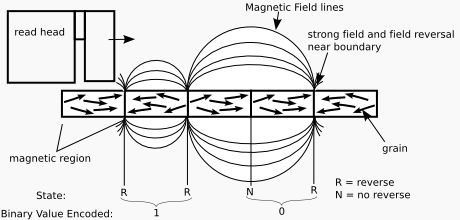 Magnetic Field lines
read head
strong field and field reversal
near boundary
grain
magnetic region
R R N R
R = reverse
N = no reverse
State:
Binary Value Encoded: 1 0